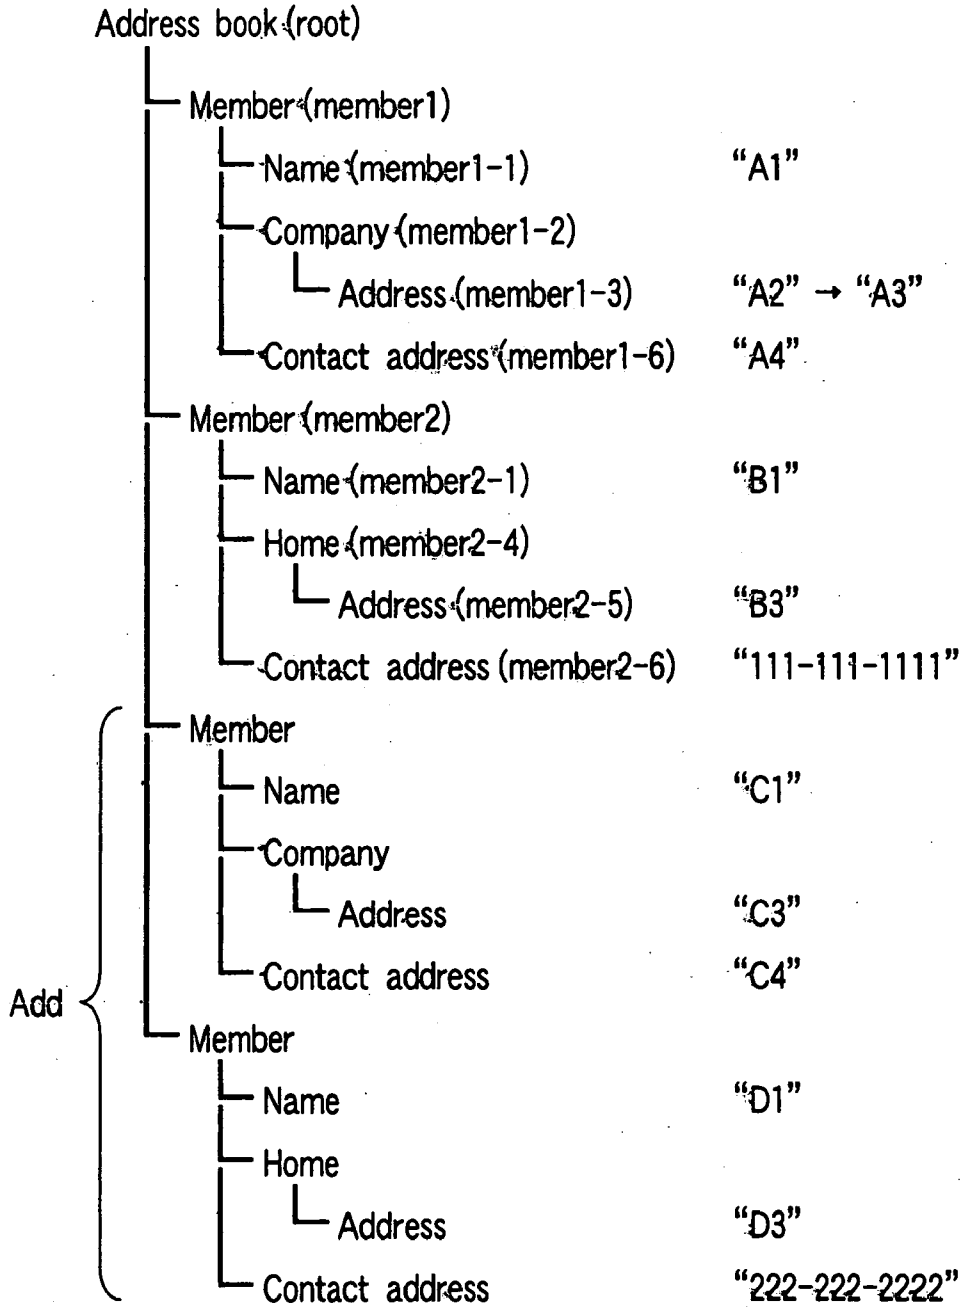 Address book (root)
Member (member1)
Name (member1-1) “A1”
Company (member1-2)
Address (member1-3) “A2” → “A3”
Contact address (member1-6) “A4”
Member (member2)
Name (member2-1) “B1”
Home (member2-4)
Address (member2-5) “B3”
Contact address (member2-6) “111-111-1111”
Member
Name “C1”
Company
Address “C3”
Contact address “C4”
Add
Member
Name “D1”
Home
Address “D3”
Contact address “222-222-2222”